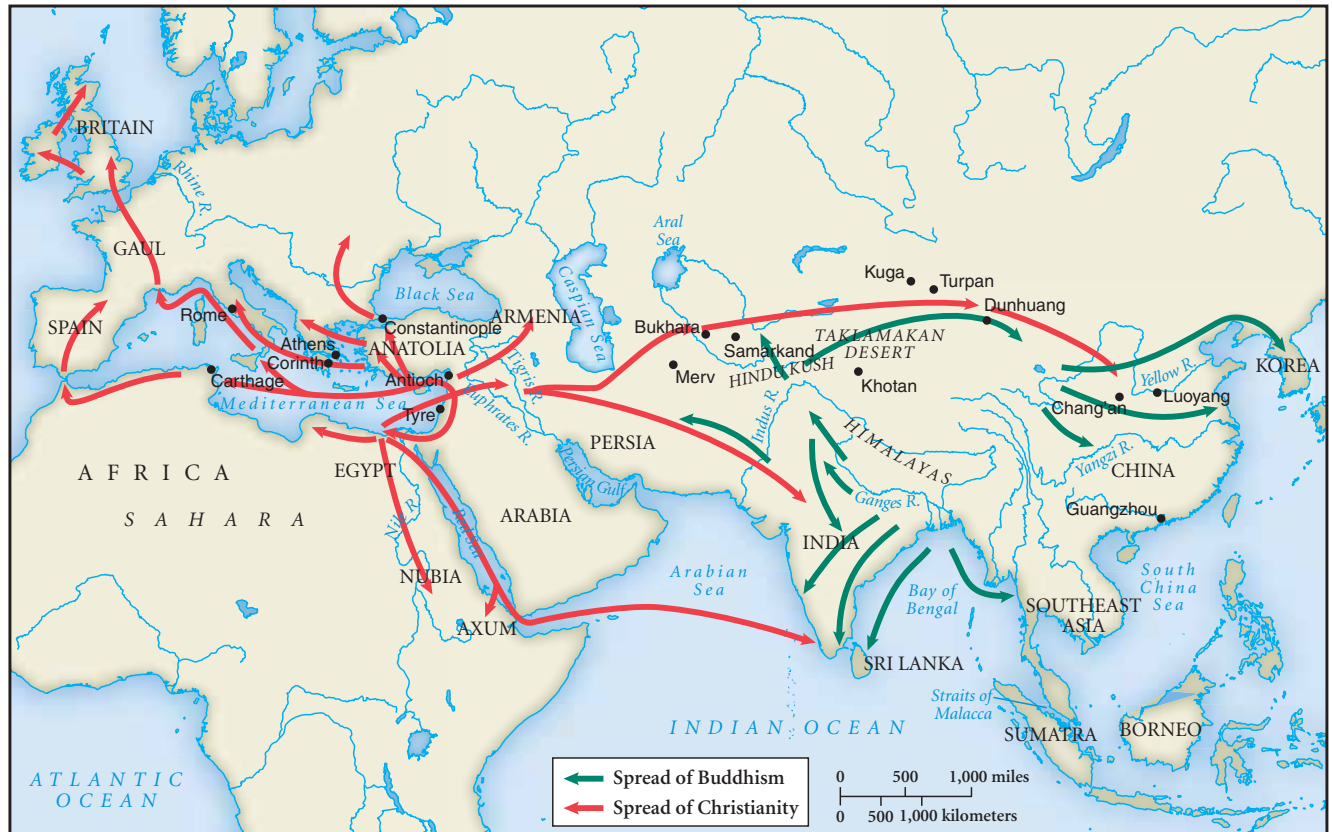 BRITAIN
Rhine R.
GAUL
SPAIN
Rome
Black Sea
Constantinople
ARMENIA
Athens
ANATOLIA
Corinth
Carthage
Antioch
Mediterranean Sea
Tyre
Tigris R.
Euphrates R.
Caspian Sea
Aral
Sea
Bukhara
Samarkand
Merv
HINDU KUSH
Kuga
Turpan
Dunhuang
TAKLAMAKAN
DESERT
Khotan
KOREA
Yellow R.
Luoyang
Chang'an
Yangzi R.
CHINA
Guangzhou
PERSIA
Indus R.
HIMALAYAS
Ganges R.
Persian Gulf
AFRICA
SAHARA
EGYPT
Nile R.
Red Sea
ARABIA
NUBIA
AXUM
Arabian
Sea
INDIA
Bay of
Bengal
SRI LANKA
SOUTHEAST
ASIA
South
China
Sea
Straits of
Malacca
SUMATRA
BORNEO
INDIAN OCEAN
ATLANTIC
OCEAN
Spread of Buddhism
Spread of Christianity
0 500 1,000 miles
0 500 1,000 kilometers